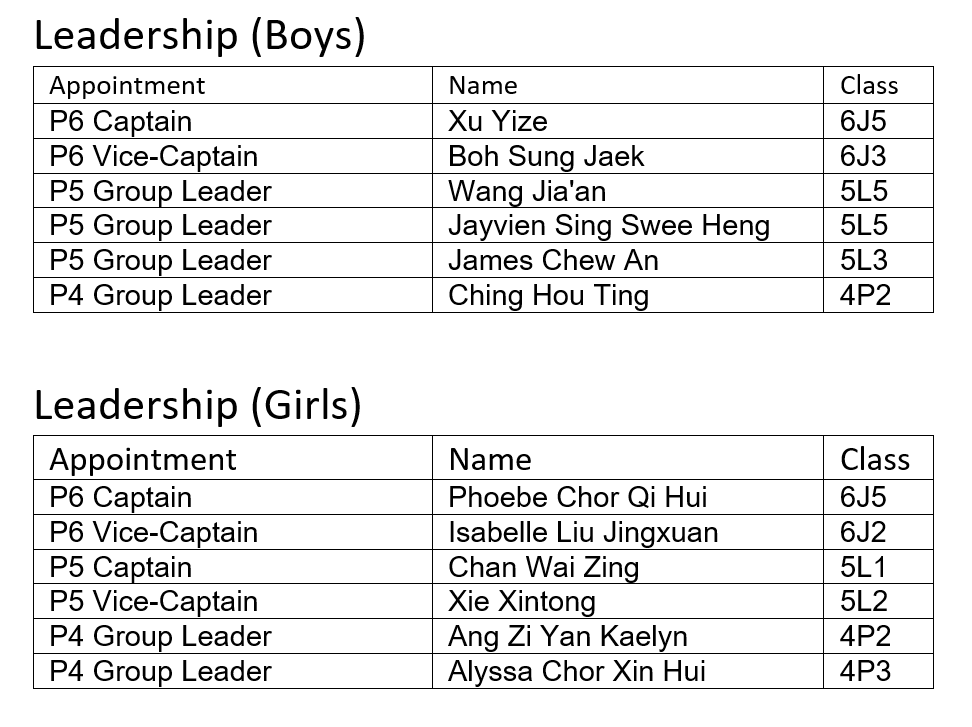 Leadership (Boys)
Appointment Name Class
P6 Captain Xu Yize 6J5
P6 Vice-Captain Boh Sung Jaek 6J3
P5 Group Leader Wang Jia'an 5L5
P5 Group Leader Jayvien Sing Swee Heng 5L5
P5 Group Leader James Chew An 5L3
P4 Group Leader Ching Hou Ting 4P2
Leadership (Girls)
Appointment Name Class
P6 Captain Phoebe Chor Qi Hui 6J5
P6 Vice-Captain Isabelle Liu Jingxuan 6J2
P5 Captain Chan Wai Zing 5L1
P5 Vice-Captain Xie Xintong 5L2
P4 Group Leader Ang Zi Yan Kaelyn 4P2
P4 Group Leader Alyssa Chor Xin Hui 4P3